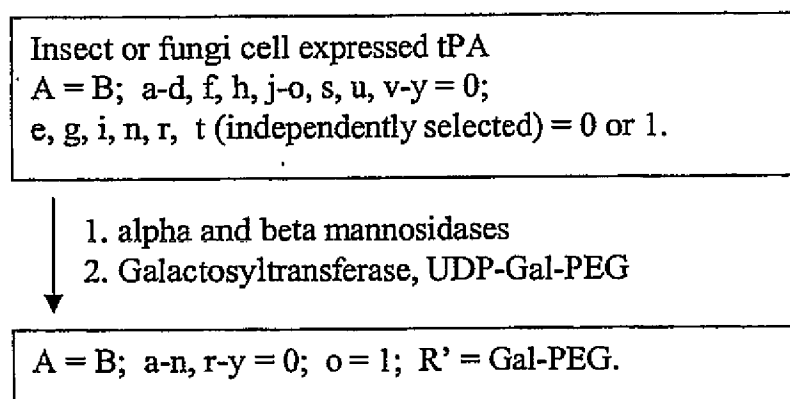 Insect or fungi cell expressed tPA
A = B; a-d, f, h, j-o, s, u, v-y = 0;
e, g, i, n, r, t (independently selected) = 0 or 1.
1. alpha and beta mannosidases
2. Galactosyltransferase, UDP-Gal-PEG
A = B; a-n, r-y = 0; o = 1; R’ = Gal-PEG.